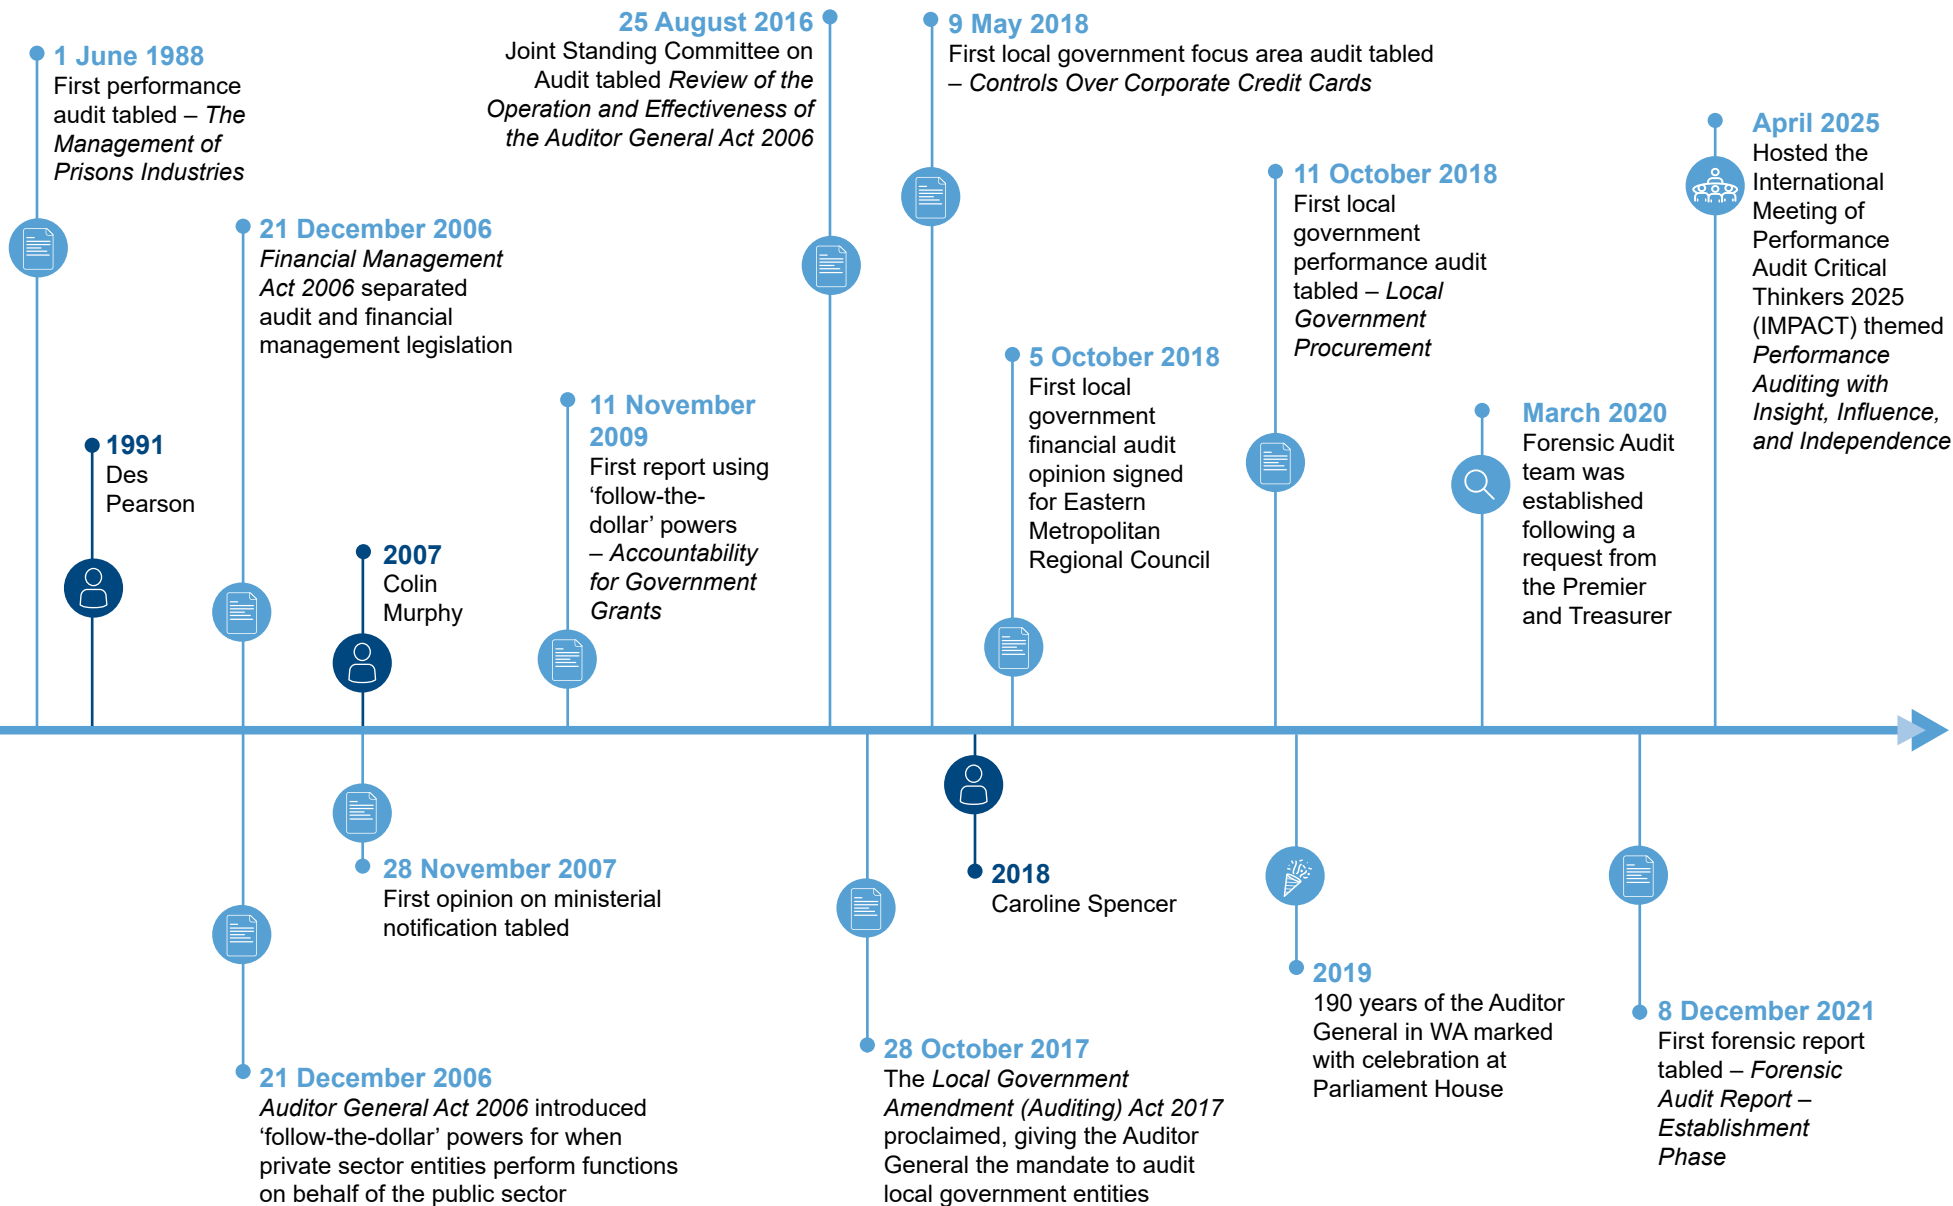 1 June 1988
First performance
audit tabled – The
Management of
Prisons Industries
1991
Des
Pearson
21 December 2006
Financial Management
Act 2006 separated
audit and financial
management legislation
21 December 2006
Auditor General Act 2006 introduced
‘follow-the-dollar’ powers for when
private sector entities perform functions
on behalf of the public sector
2007
Colin
Murphy
28 November 2007
First opinion on ministerial
notification tabled
11 November
2009
First report using
‘follow-the-
dollar’ powers
– Accountability
for Government
Grants
25 August 2016
Joint Standing Committee on
Audit tabled Review of the
Operation and Effectiveness of
the Auditor General Act 2006
28 October 2017
The Local Government
Amendment (Auditing) Act 2017
proclaimed, giving the Auditor
General the mandate to audit
local government entities
9 May 2018
First local government focus area audit tabled
– Controls Over Corporate Credit Cards
2018
Caroline Spencer
5 October 2018
First local
government
financial audit
opinion signed
for Eastern
Metropolitan
Regional Council
11 October 2018
First local
government
performance audit
tabled – Local
Government
Procurement
2019
190 years of the Auditor
General in WA marked
with celebration at
Parliament House
March 2020
Forensic Audit
team was
established
following a
request from
the Premier
and Treasurer
8 December 2021
First forensic report
tabled – Forensic
Audit Report –
Establishment
Phase
April 2025
Hosted the
International
Meeting of
Performance
Audit Critical
Thinkers 2025
(IMPACT) themed
Performance
Auditing with
Insight, Influence,
and Independence